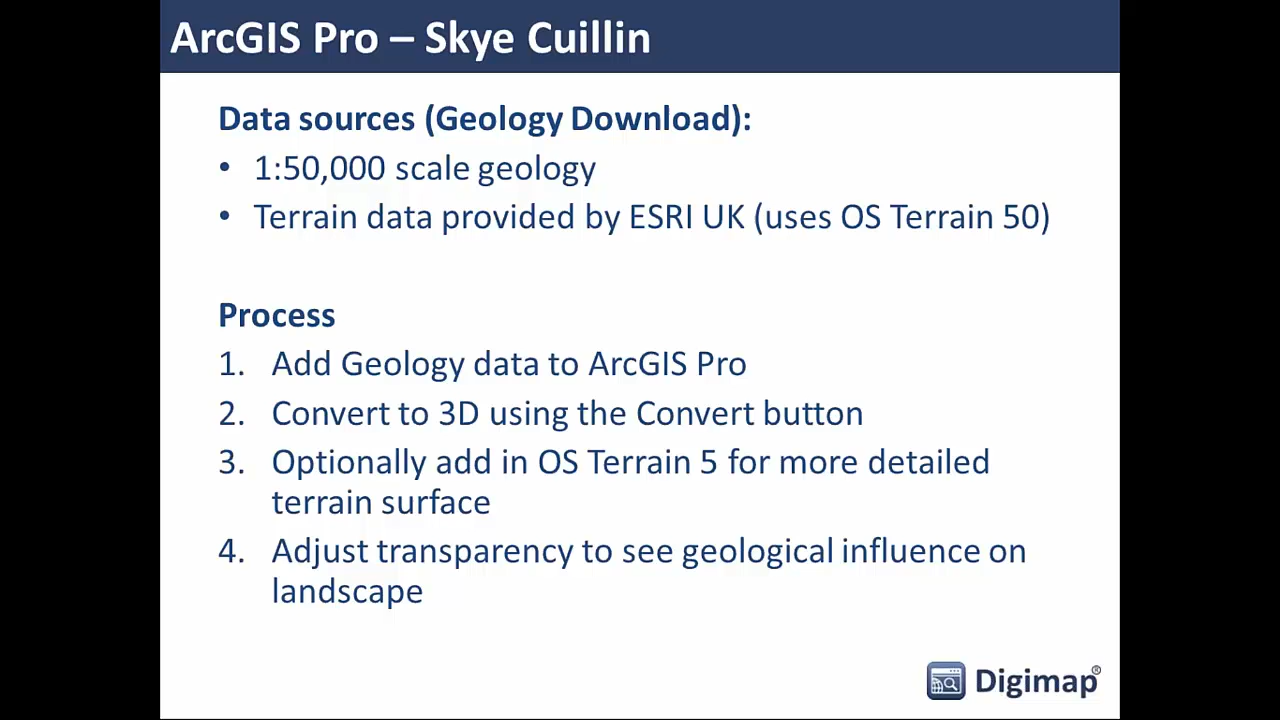 ArcGIS Pro – Skye Cuillin
Data sources (Geology Download):
• 1:50,000 scale geology
• Terrain data provided by ESRI UK (uses OS Terrain 50)
Process
1. Add Geology data to ArcGIS Pro
2. Convert to 3D using the Convert button
3. Optionally add in OS Terrain 5 for more detailed
terrain surface
4. Adjust transparency to see geological influence on
landscape
Digimap®